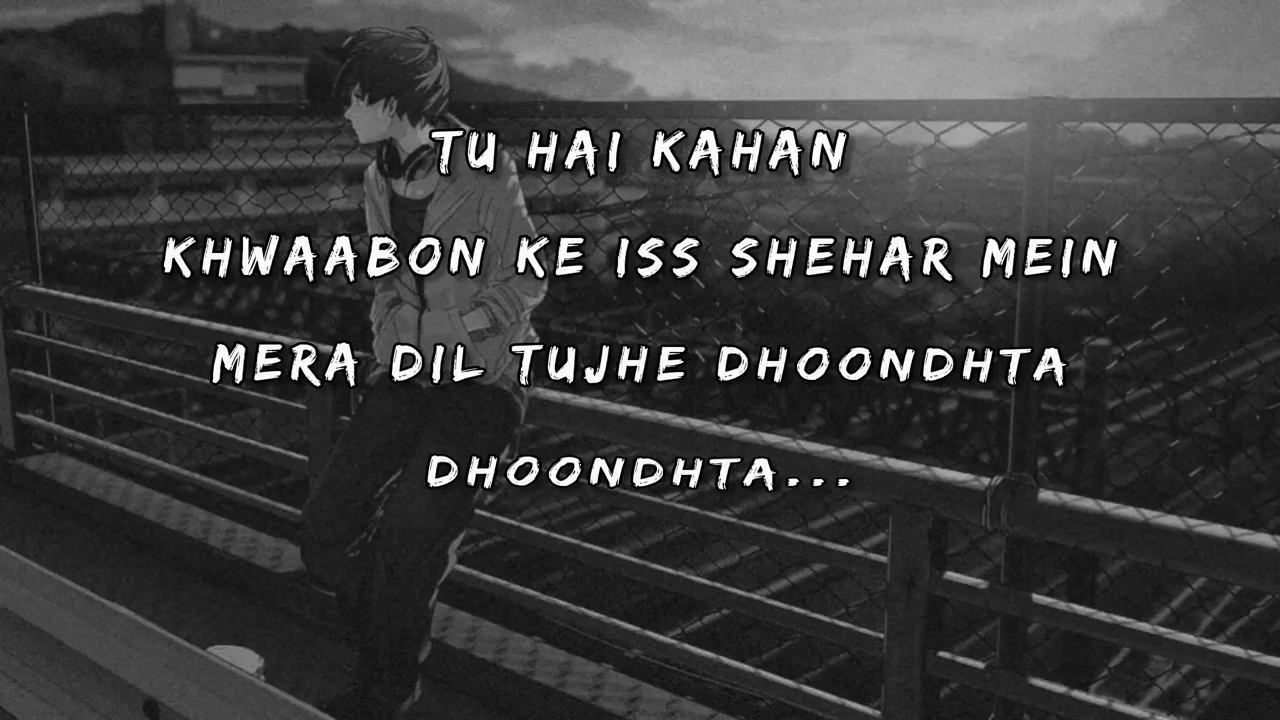 TU HAI KAHAN
KHWAABON KE ISS SHEHAR MEIN
MERA DIL TUJHE DHOONDHTA
DHOONDHTA...